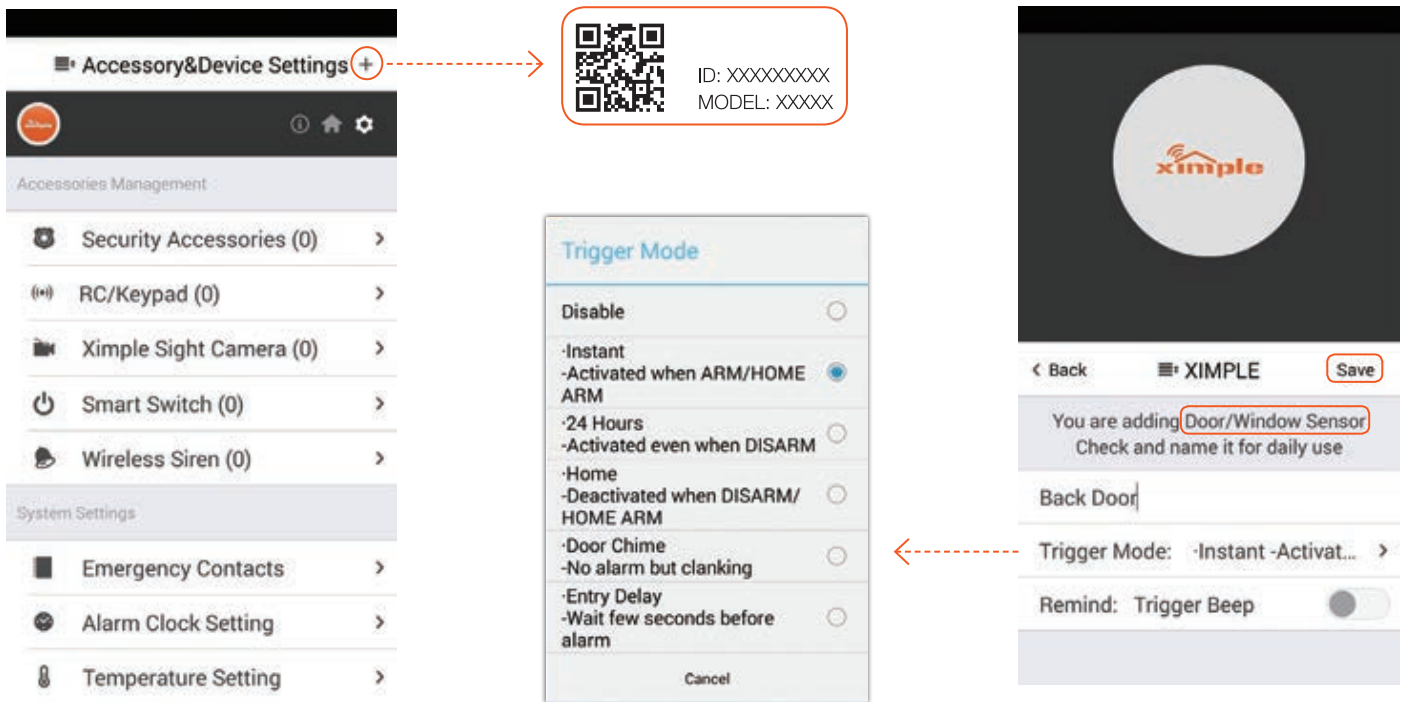 Accessory&Device Settings +
Accessories Management
Security Accessories (0)
RC/Keypad (0)
Ximple Sight Camera (0)
Smart Switch (0)
Wireless Siren (0)
System Settings
Emergency Contacts
Alarm Clock Setting
Temperature Setting
ID: XXXXXXXXX
MODEL: XXXXX
Trigger Mode
Disable
·Instant
-Activated when ARM/HOME
ARM
·24 Hours
-Activated even when DISARM
·Home
-Deactivated when DISARM/
HOME ARM
·Door Chime
-No alarm but clanking
·Entry Delay
-Wait few seconds before
alarm
Cancel
ximple
< Back XIMPLE Save
You are adding Door/Window Sensor
Check and name it for daily use
Back Door
Trigger Mode: ·Instant -Activat... >
Remind: Trigger Beep